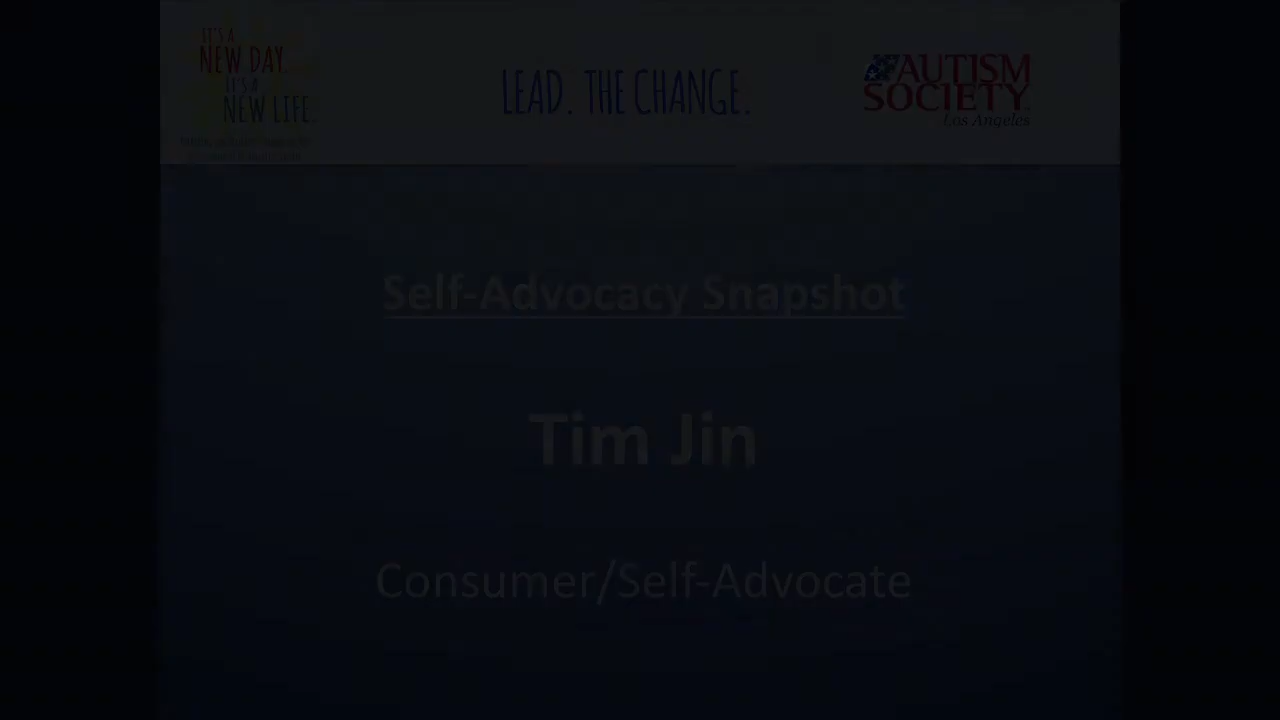 IT'S A
NEW DAY.
IT'S A
NEW LIFE.
LEAD. THE CHANGE.
AUTISM
SOCIETY
Los Angeles
Self-Advocacy Snapshot
Tim Jin
Consumer/Self-Advocate